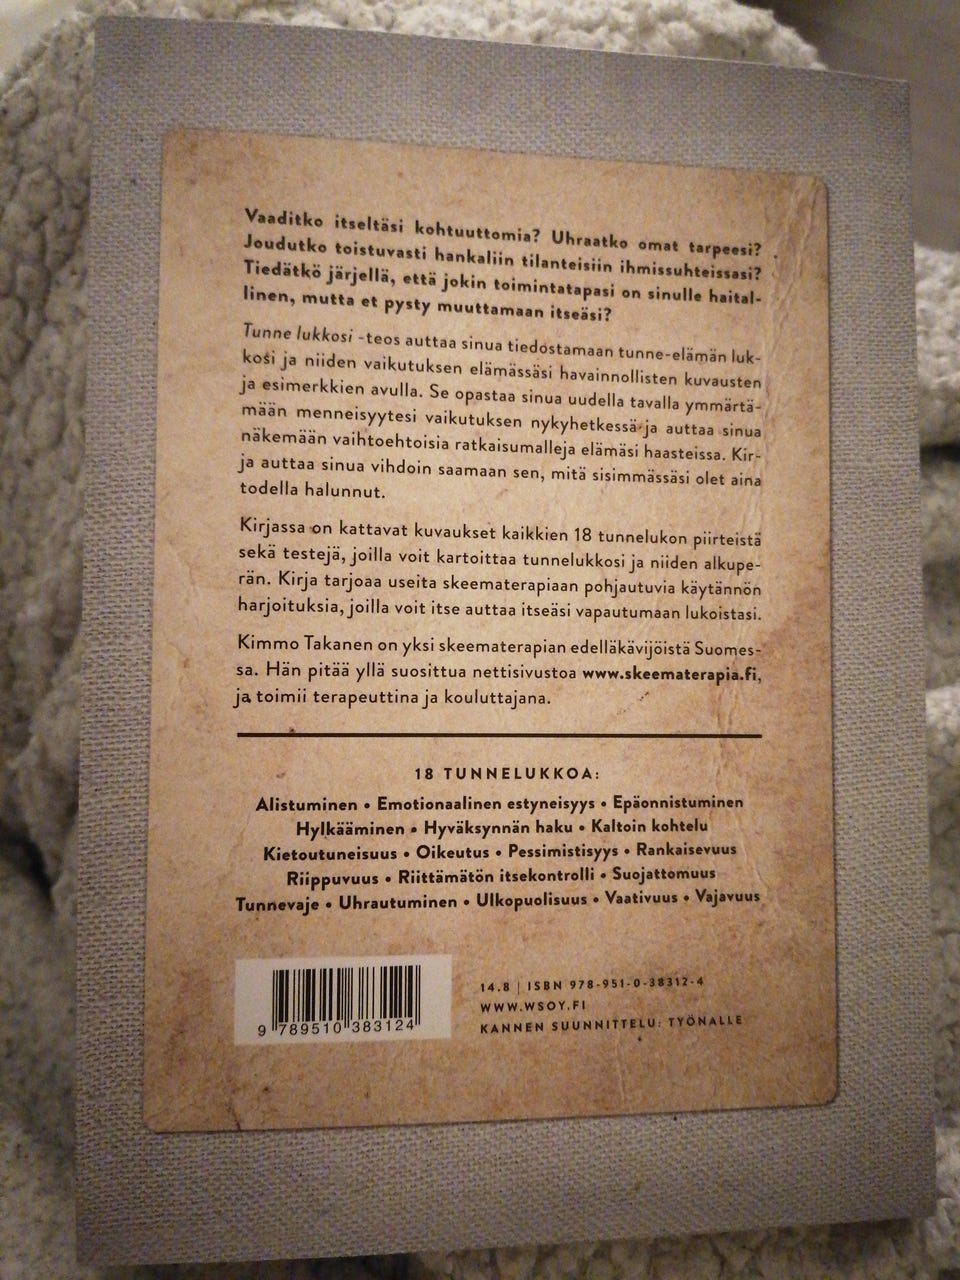 Vaaditko itseltäsi kohtuuttomia? Uhraatko omat tarpeesi?
Joudutko toistuvasti hankaliin tilanteisiin ihmissuhteissasi?
Tiedätkö järjellä, että jokin toimintatapasi on sinulle haital-
linen, mutta et pysty muuttamaan itseäsi?
Tunne lukkosi -teos auttaa sinua tiedostamaan tunne-elämän luk-
kosi ja niiden vaikutuksen elämässäsi havainnollisten kuvausten
ja esimerkkien avulla. Se opastaa sinua uudella tavalla ymmärtä-
mään menneisyytesi vaikutuksen nykyhetkessä ja auttaa sinua
näkemään vaihtoehtoisia ratkaisumalleja elämäsi haasteissa. Kir-
ja auttaa sinua vihdoin saamaan sen, mitä sisimmässäsi olet aina
todella halunnut.
Kirjassa on kattavat kuvaukset kaikkien 18 tunnelukon piirteistä
sekä testejä, joilla voit kartoittaa tunnelukkosi ja niiden alkupe-
rän. Kirja tarjoaa useita skeematerapiaan pohjautuvia käytännön
harjoituksia, joilla voit itse auttaa itseäsi vapautumaan lukoistasi.
Kimmo Takanen on yksi skeematerapian edelläkävijöistä Suomes-
sa. Hän pitää yllä suosittua nettisivustoa www.skeematerapia.fi,
ja toimii terapeuttina ja kouluttajana.
18 TUNNELUKKOA:
Alistuminen • Emotionaalinen estyneisyys • Epäonnistuminen
Hylkääminen • Hyväksynnän haku • Kaltoin kohtelu
Kietoutuneisuus • Oikeutus • Pessimistisyys • Rankaisevuus
Riippuvuus • Riittämätön itsekontrolli • Suojattomuus
Tunnevaje • Uhrautuminen • Ulkopuolisuus • Vaativuus • Vajavuus
14.8 | ISBN 978-951-0-38312-4
WWW.WSOY.FI
KANNEN SUUNNITTELU: TYÖNALLE
9 789510 383124